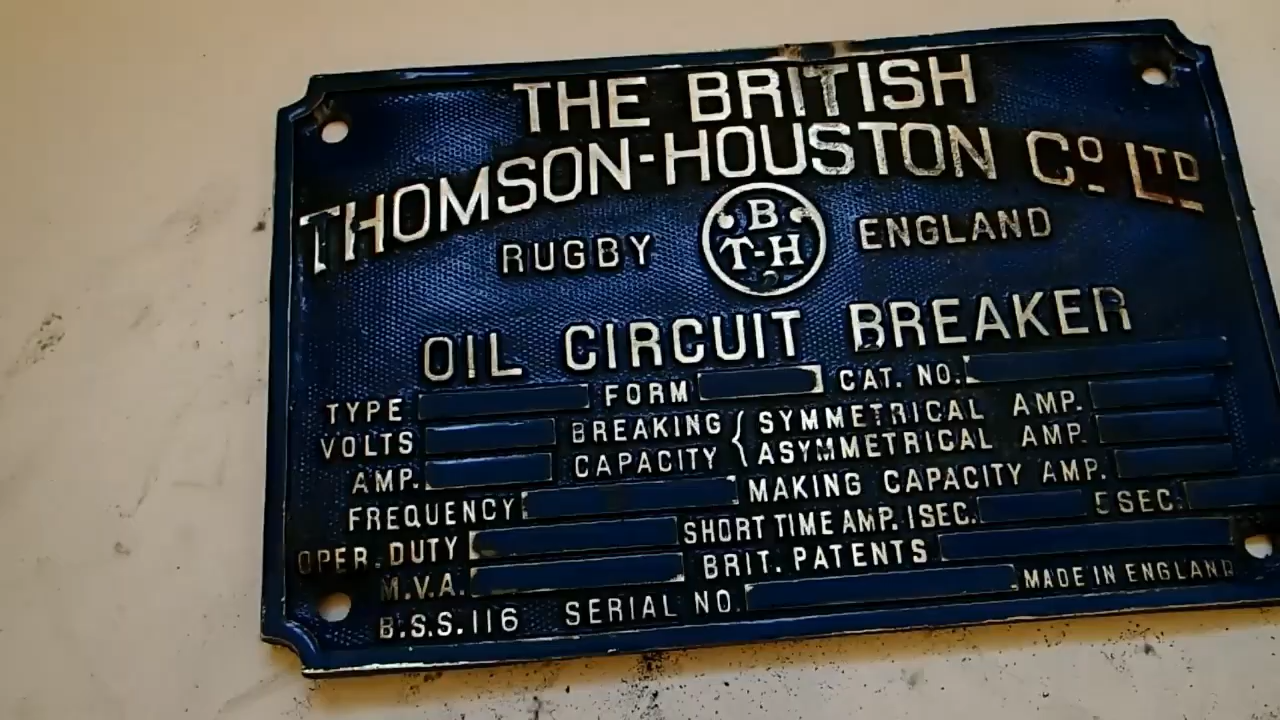 THE BRITISH
THOMSON-HOUSTON Cº LTD
RUGBY B T-H ENGLAND
OIL CIRCUIT BREAKER
TYPE FORM CAT. NO.
VOLTS BREAKING CAPACITY { SYMMETRICAL AMP.
AMP. ASYMMETRICAL AMP.
FREQUENCY MAKING CAPACITY AMP.
OPER. DUTY SHORT TIME AMP. 1SEC. 5SEC.
M.V.A. BRIT. PATENTS
B.S.S. 116 SERIAL NO. MADE IN ENGLAND